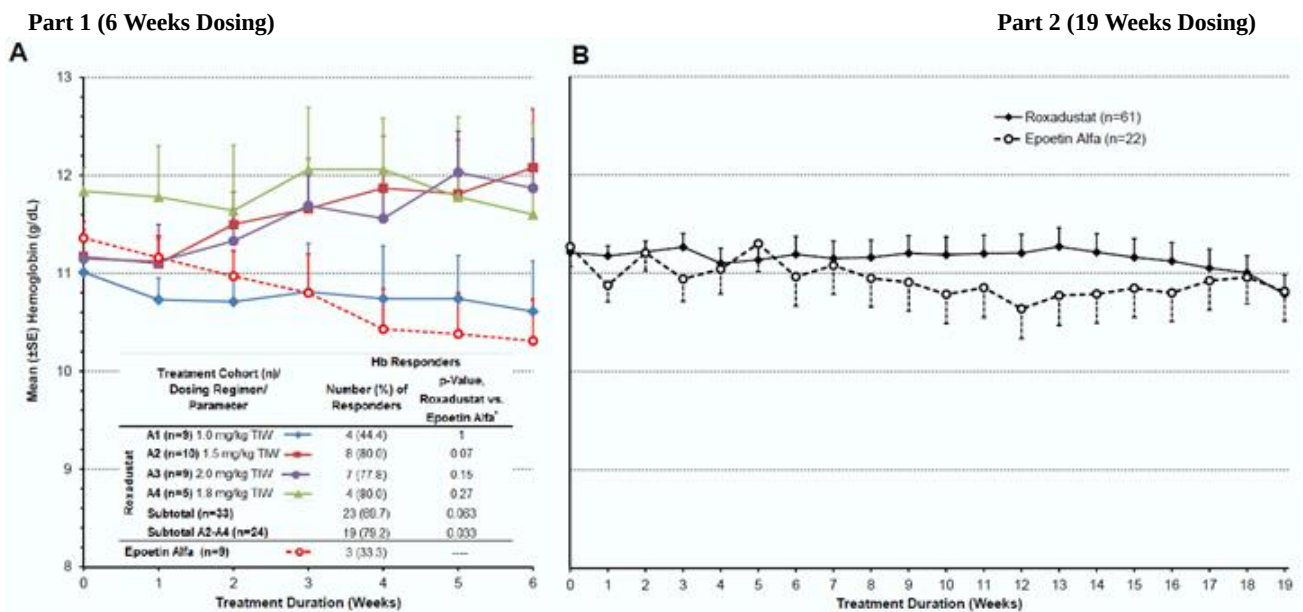 Part 1 (6 Weeks Dosing)
Part 2 (19 Weeks Dosing)
A
Mean (±SE) Hemoglobin (g/dL)
13
12
11
10
9
8
Treatment Cohort (n)/
Dosing Regimen/
Parameter
Hb Responders
Number (%) of
Responders
p-Value,
Roxadustat vs.
Epoetin Alfa*
Roxadustat
A1 (n=9) 1.0 mg/kg TIW 4 (44.4) 1
A2 (n=10) 1.5 mg/kg TIW 8 (80.0) 0.07
A3 (n=9) 2.0 mg/kg TIW 7 (77.8) 0.15
A4 (n=5) 1.8 mg/kg TIW 4 (80.0) 0.27
Subtotal (n=33) 23 (69.7) 0.063
Subtotal A2-A4 (n=24) 19 (79.2) 0.033
Epoetin Alfa (n=9) 3 (33.3) ----
0 1 2 3 4 5 6
Treatment Duration (Weeks)
B
Roxadustat (n=61)
Epoetin Alfa (n=22)
0 1 2 3 4 5 6 7 8 9 10 11 12 13 14 15 16 17 18 19
Treatment Duration (Weeks)